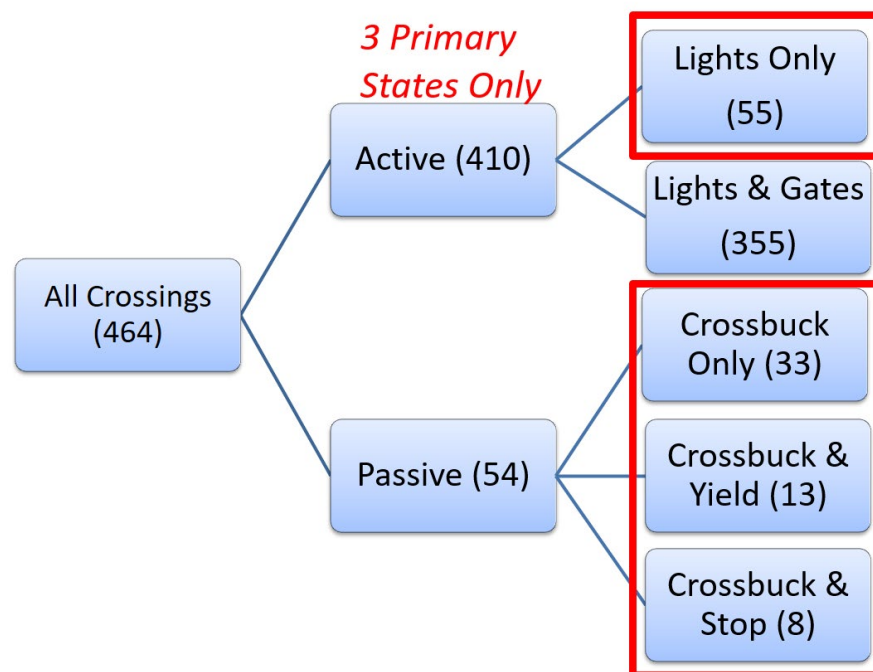 3 Primary
States Only
Lights Only
(55)
Active (410)
Lights & Gates
(355)
All Crossings
(464)
Crossbuck
Only (33)
Passive (54)
Crossbuck &
Yield (13)
Crossbuck &
Stop (8)